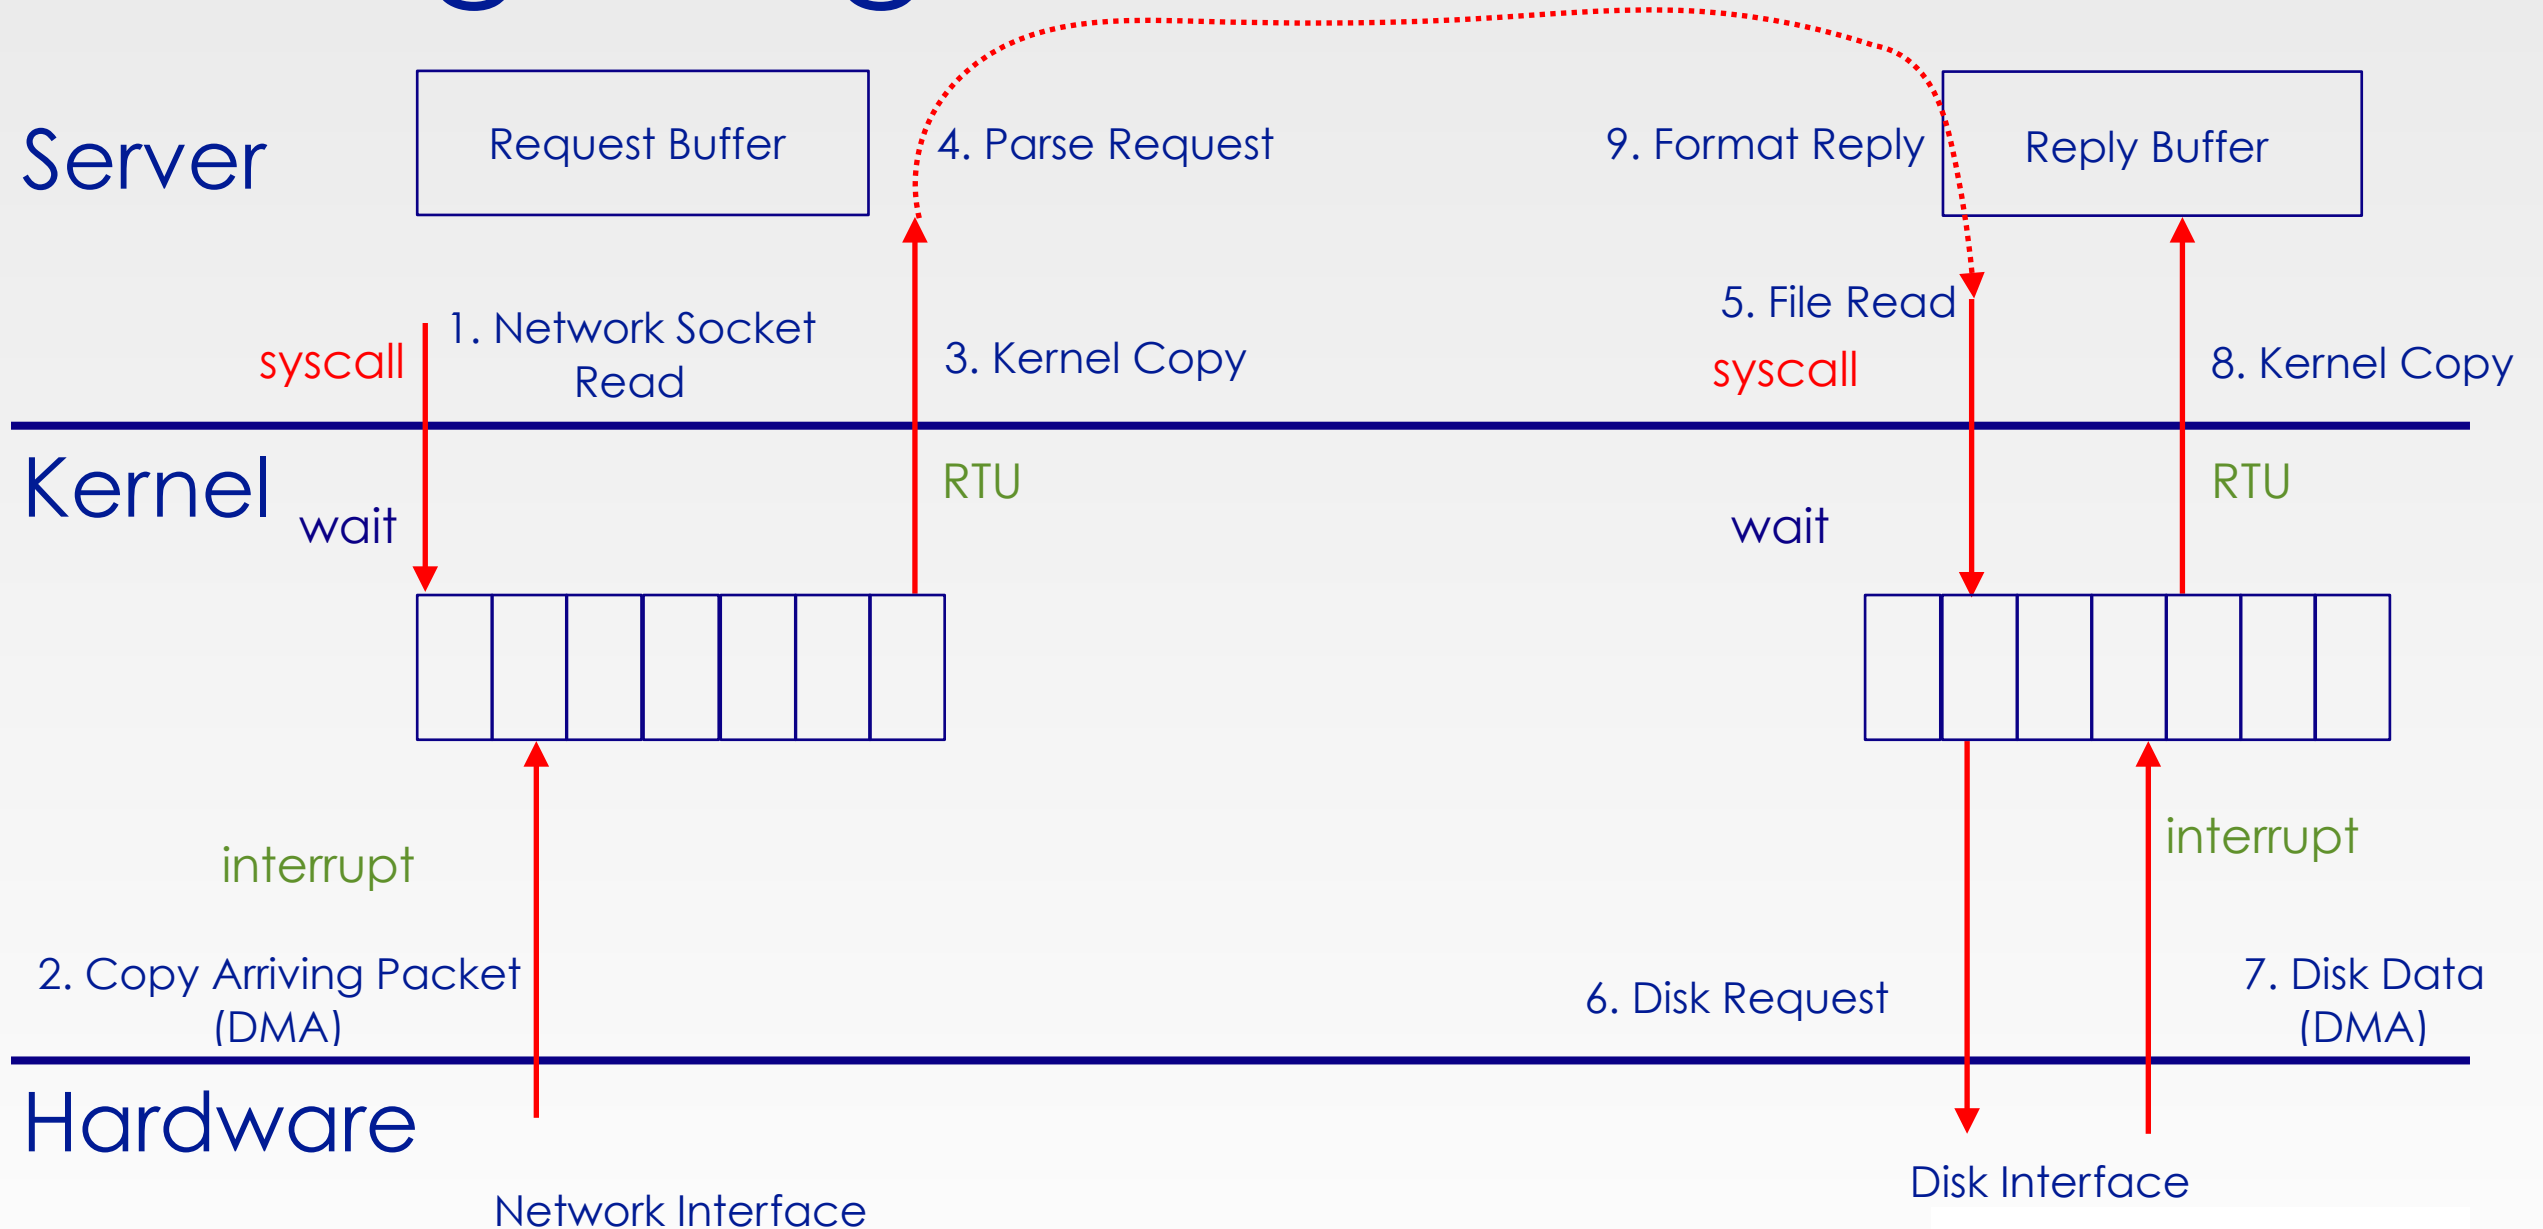 Server
Request Buffer
4. Parse Request
9. Format Reply
Reply Buffer
syscall
1. Network Socket
Read
3. Kernel Copy
5. File Read
syscall
8. Kernel Copy
Kernel
wait
RTU
wait
RTU
interrupt
interrupt
2. Copy Arriving Packet
(DMA)
6. Disk Request
7. Disk Data
(DMA)
Hardware
Network Interface
Disk Interface